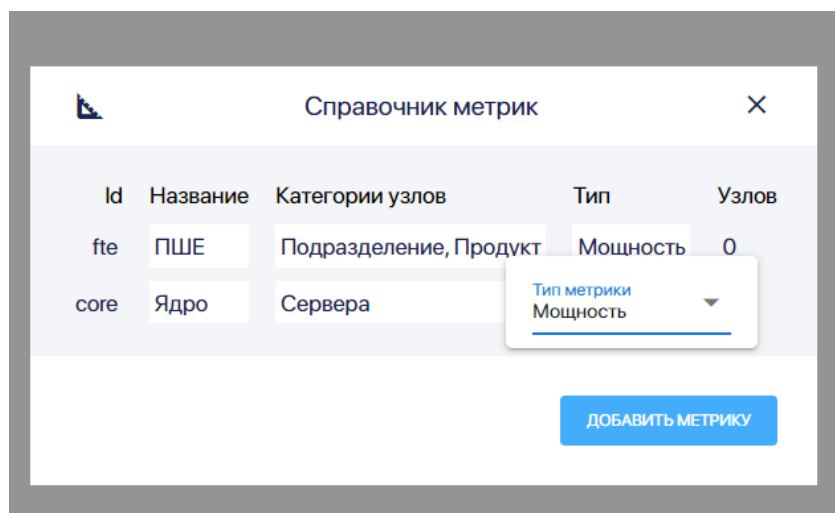 Справочник метрик
Id Название Категории узлов Тип Узлов
fte ПШЕ Подразделение, Продукт Мощность 0
core Ядро Сервера
Тип метрики
Мощность
ДОБАВИТЬ МЕТРИКУ